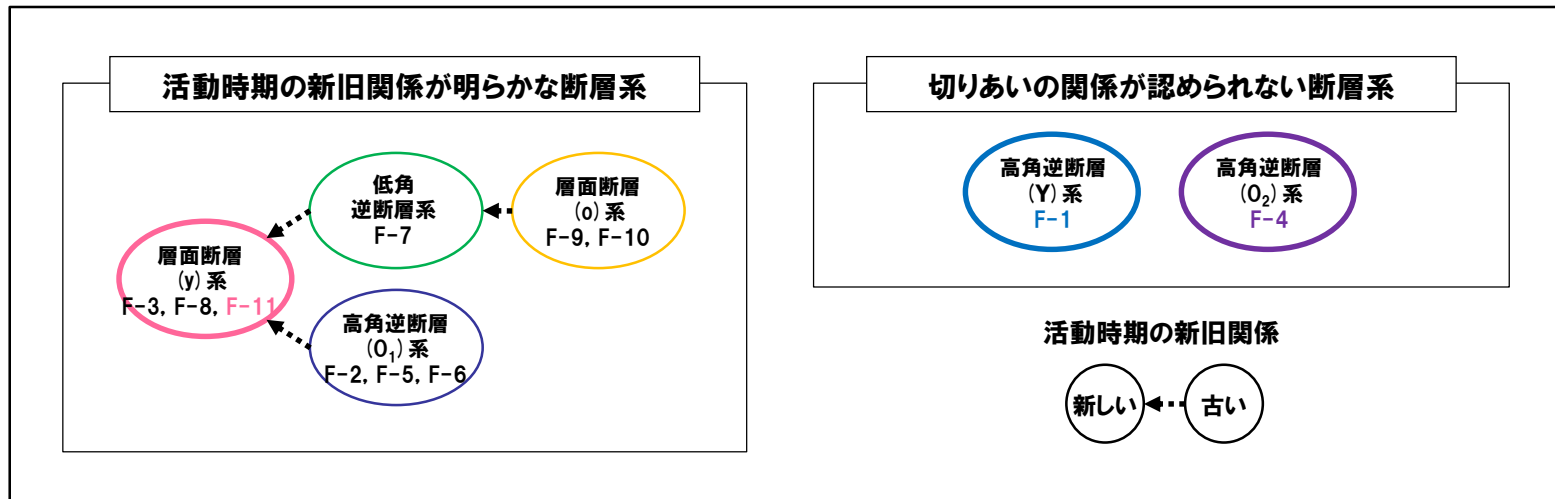 活動時期の新旧関係が明らかな断層系
低角
逆断層系
F-7
層面断層
(o)系
F-9, F-10
層面断層
(y)系
F-3, F-8, F-11
高角逆断層
(O₁)系
F-2, F-5, F-6
切りあいの関係が認められない断層系
高角逆断層
(Y)系
F-1
高角逆断層
(O₂)系
F-4
活動時期の新旧関係
新しい
古い